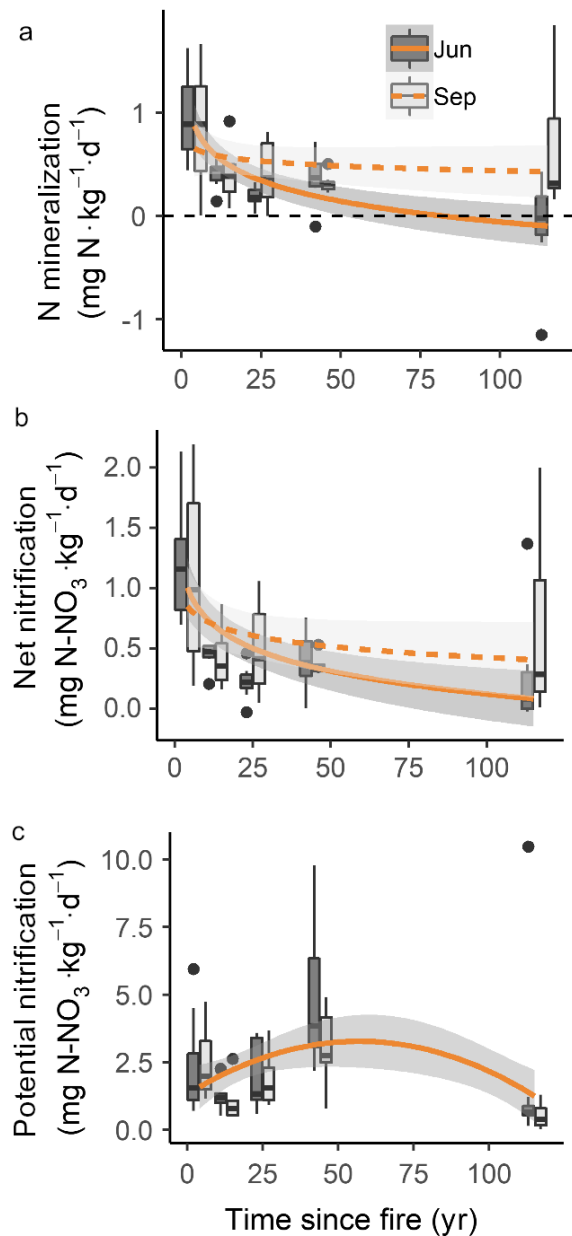 a
Jun
Sep
N mineralization
(mg N · kg⁻¹·d⁻¹)
1
0
-1
0 25 50 75 100
b
Net nitrification
(mg N-NO₃·kg⁻¹·d⁻¹)
2.0
1.5
1.0
0.5
0.0
0 25 50 75 100
c
Potential nitrification
(mg N-NO₃·kg⁻¹·d⁻¹)
10.0
7.5
5.0
2.5
0.0
0 25 50 75 100
Time since fire (yr)